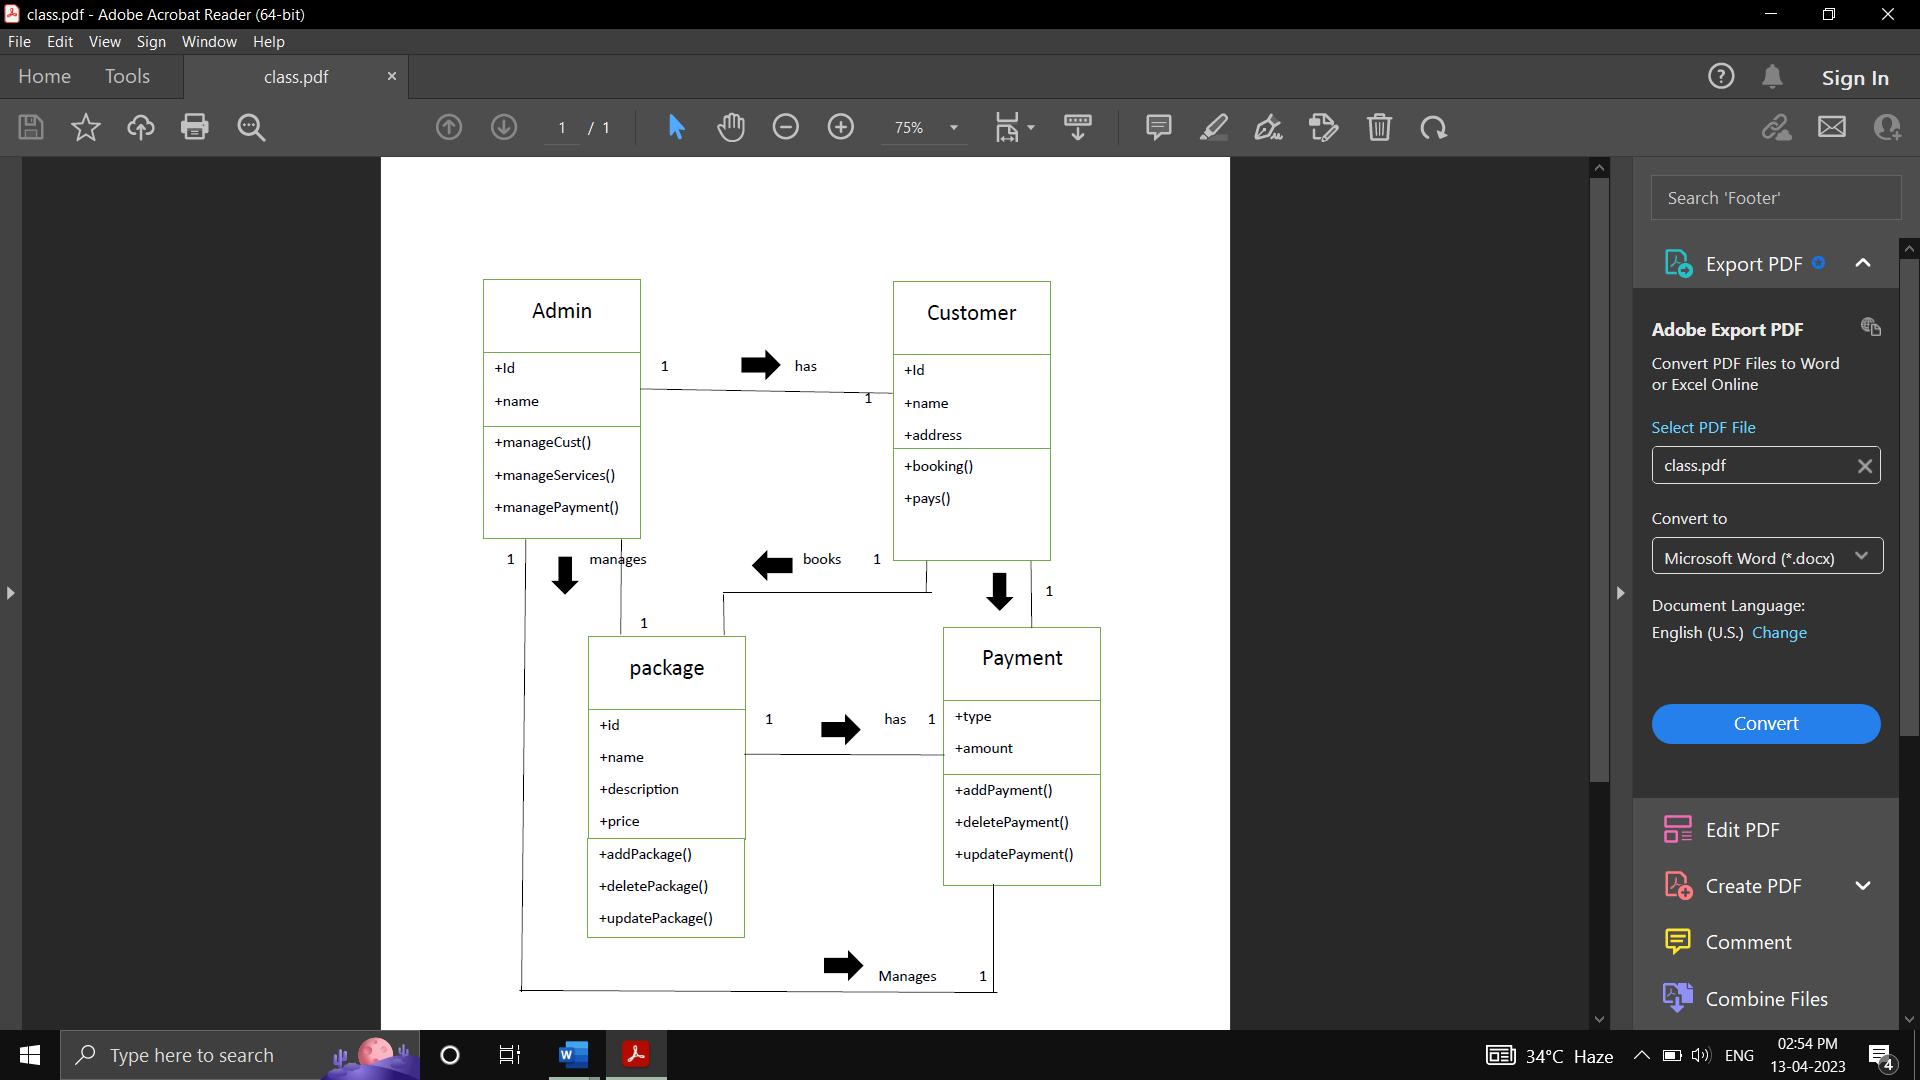 class.pdf - Adobe Acrobat Reader (64-bit)
File Edit View Sign Window Help
Home Tools class.pdf × Sign In
1 / 1 75%
Admin
+Id
+name
+manageCust()
+manageServices()
+managePayment()
1 has
1
Customer
+Id
+name
+address
+booking()
+pays()
1 manages
1
books 1
1
package
+id
+name
+description
+price
+addPackage()
+deletePackage()
+updatePackage()
1 has 1
Payment
+type
+amount
+addPayment()
+deletePayment()
+updatePayment()
Manages 1
Search 'Footer'
Export PDF
Adobe Export PDF
Convert PDF Files to Word
or Excel Online
Select PDF File
class.pdf
Convert to
Microsoft Word (*.docx)
Document Language:
English (U.S.) Change
Convert
Edit PDF
Create PDF
Comment
Combine Files
Type here to search
34°C Haze
ENG
02:54 PM
13-04-2023
4